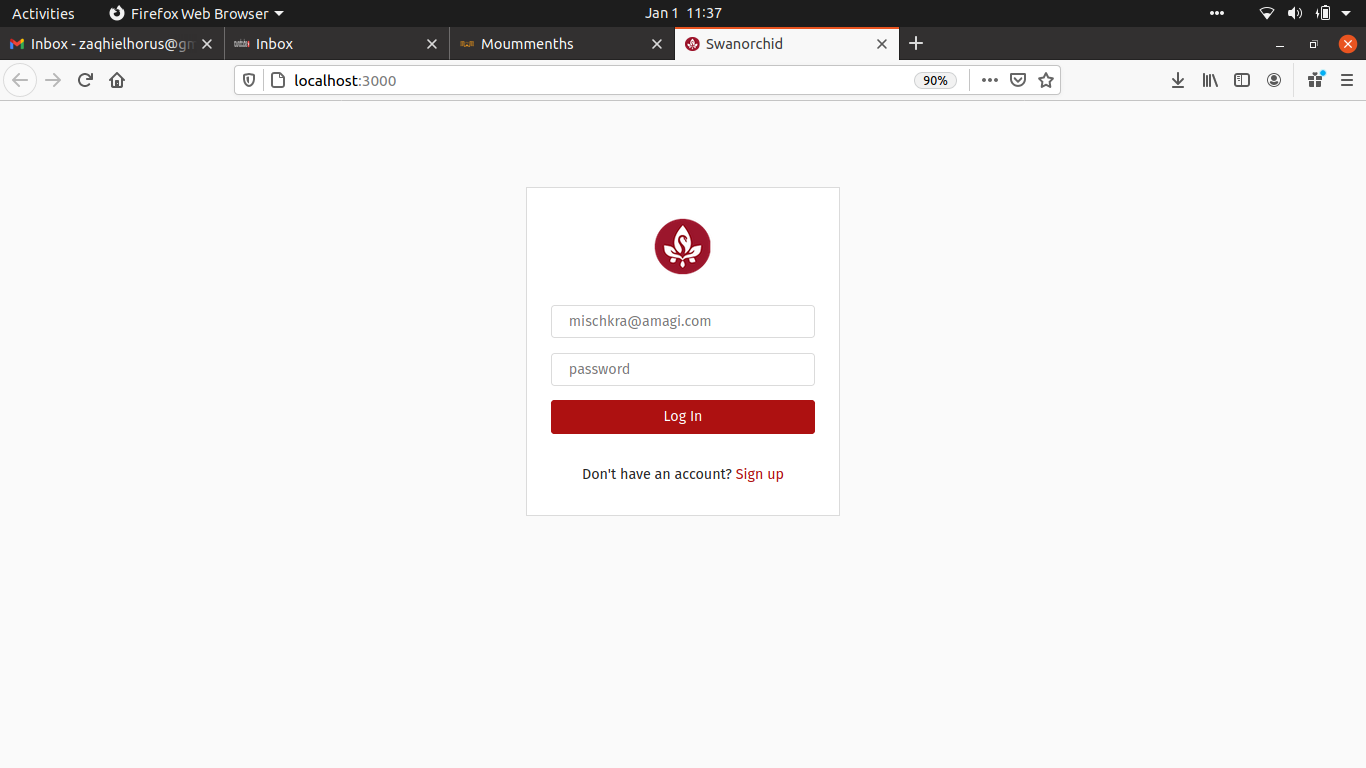 Activities
Firefox Web Browser
Jan 1 11:37
Inbox - zaqhielhorus@gm
Inbox
Moummenths
Swanorchid
localhost:3000
90%
mischkra@amagi.com
password
Log In
Don't have an account? Sign up